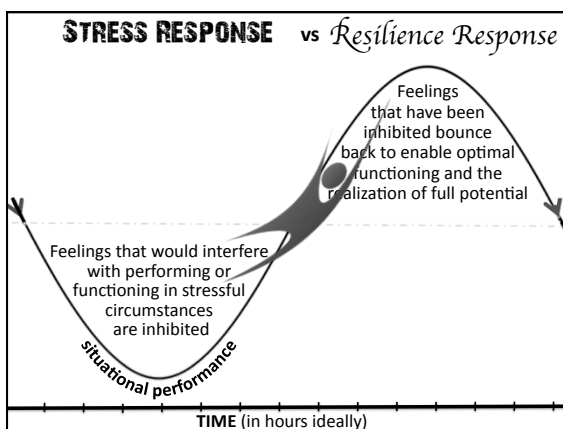 STRESS RESPONSE vs Resilience Response
Feelings
that have been
inhibited bounce
back to enable optimal
functioning and the
realization of full potential
Feelings that would interfere
with performing or
functioning in stressful
circumstances
are inhibited
situational performance
TIME (in hours ideally)